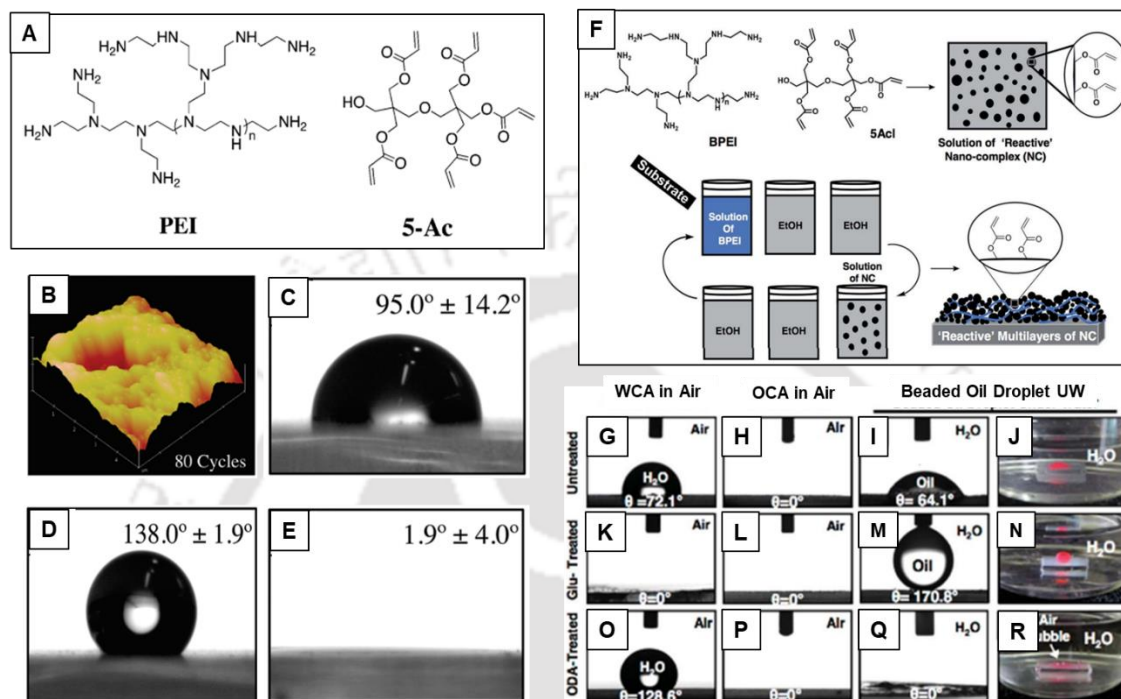 A
NH₂
HN
HN
NH₂
NH₂
N
N
H₂N
N
N
n
N
H
NH₂
NH₂
PEI
O
O
O
O
HO
O
O
O
O
O
O
O
5-Ac
B
80 Cycles
C
95.0° ± 14.2°
D
138.0° ± 1.9°
E
1.9° ± 4.0°
F
BPEI
5Acl
Solution of 'Reactive'
Nano-complex (NC)
Substrate
Solution
Of
BPEI
EtOH
EtOH
Solution
of NC
EtOH
EtOH
'Reactive' Multilayers of NC
WCA in Air
OCA in Air
Beaded Oil Droplet UW
Untreated
G
Air
H₂O
θ=72.1°
H
Air
θ=0°
I
H₂O
Oil
θ= 64.1°
J
H₂O
Glu- Treated
K
Air
θ=0°
L
Air
θ=0°
M
H₂O
Oil
θ= 170.8°
N
H₂O
ODA-Treated
O
Air
H₂O
θ=128.6°
P
Air
θ=0°
Q
H₂O
θ=0°
R
Air
Bubble
H₂O